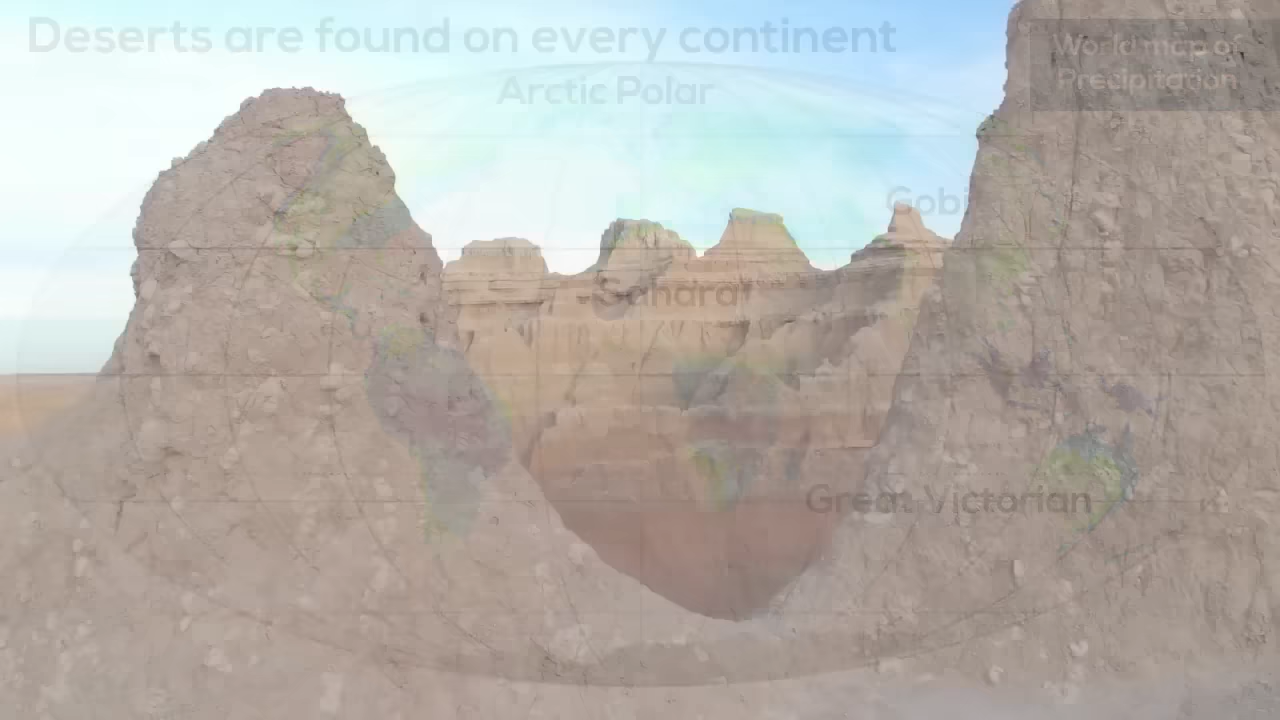 Deserts are found on every continent
World map of
Precipitation
Arctic Polar
Gobi
Sahara
Great Victorian